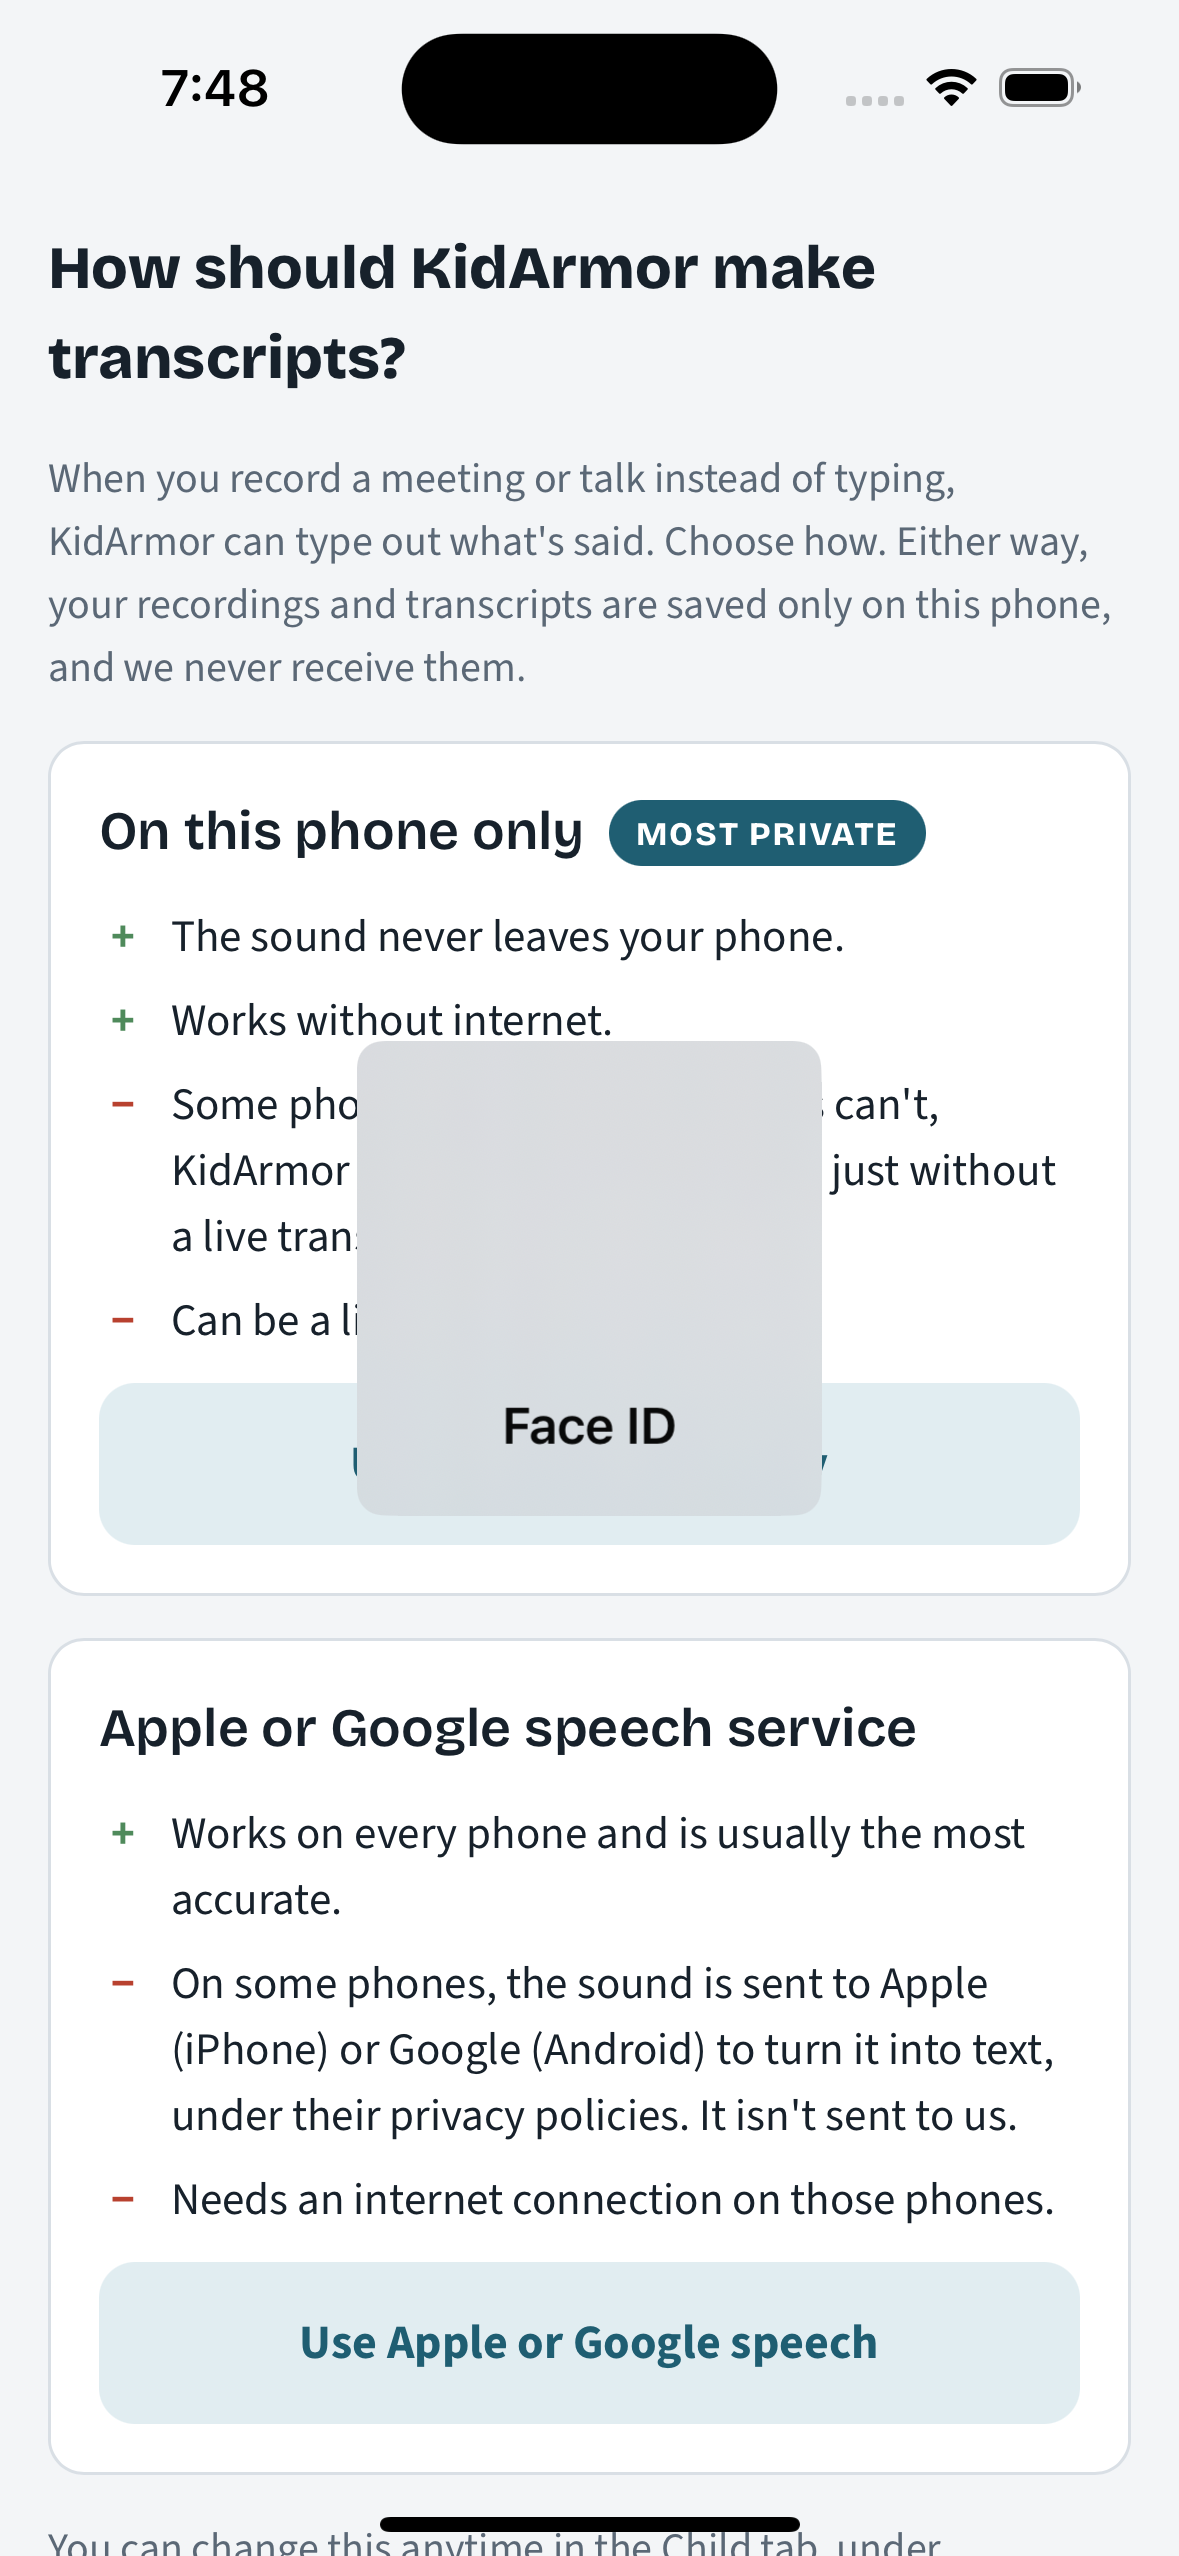 7:48
How should KidArmor make
transcripts?
When you record a meeting or talk instead of typing,
KidArmor can type out what's said. Choose how. Either way,
your recordings and transcripts are saved only on this phone,
and we never receive them.
On this phone only MOST PRIVATE
+ The sound never leaves your phone.
+ Works without internet.
− Some can't,
KidArmor just without
a live
− Can be a
Face ID
Apple or Google speech service
+ Works on every phone and is usually the most
accurate.
− On some phones, the sound is sent to Apple
(iPhone) or Google (Android) to turn it into text,
under their privacy policies. It isn't sent to us.
− Needs an internet connection on those phones.
Use Apple or Google speech
You can change this anytime in the Child tab, under